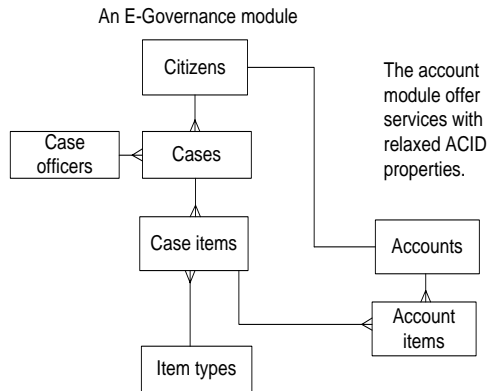 An E-Governance module
Citizens
The account
module offer
services with
relaxed ACID
properties.
Case
officers
Cases
Case items
Accounts
Account
items
Item types